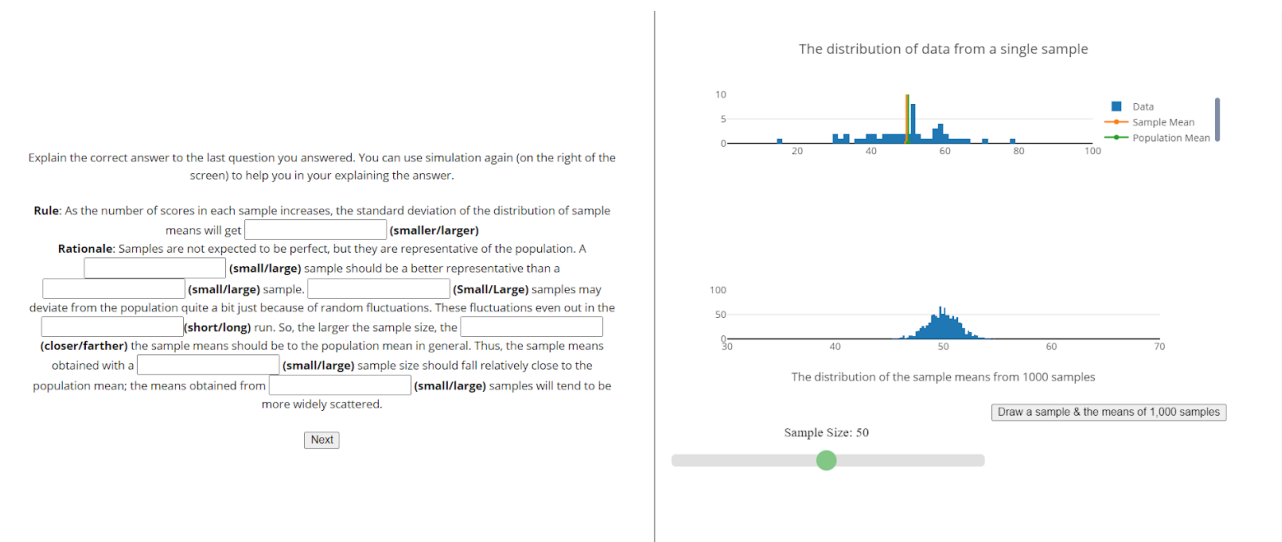 Explain the correct answer to the last question you answered. You can use simulation again (on the right of the
screen) to help you in your explaining the answer.
Rule: As the number of scores in each sample increases, the standard deviation of the distribution of sample
means will get (smaller/larger)
Rationale: Samples are not expected to be perfect, but they are representative of the population. A
(small/large) sample should be a better representative than a
(small/large) sample. (Small/Large) samples may
deviate from the population quite a bit just because of random fluctuations. These fluctuations even out in the
(short/long) run. So, the larger the sample size, the
(closer/farther) the sample means should be to the population mean in general. Thus, the sample means
obtained with a (small/large) sample size should fall relatively close to the
population mean; the means obtained from (small/large) samples will tend to be
more widely scattered.
Next
The distribution of data from a single sample
10
5
0
20 40 60 80 100
Data
Sample Mean
Population Mean
100
50
0
30 40 50 60 70
The distribution of the sample means from 1000 samples
Draw a sample & the means of 1,000 samples
Sample Size: 50